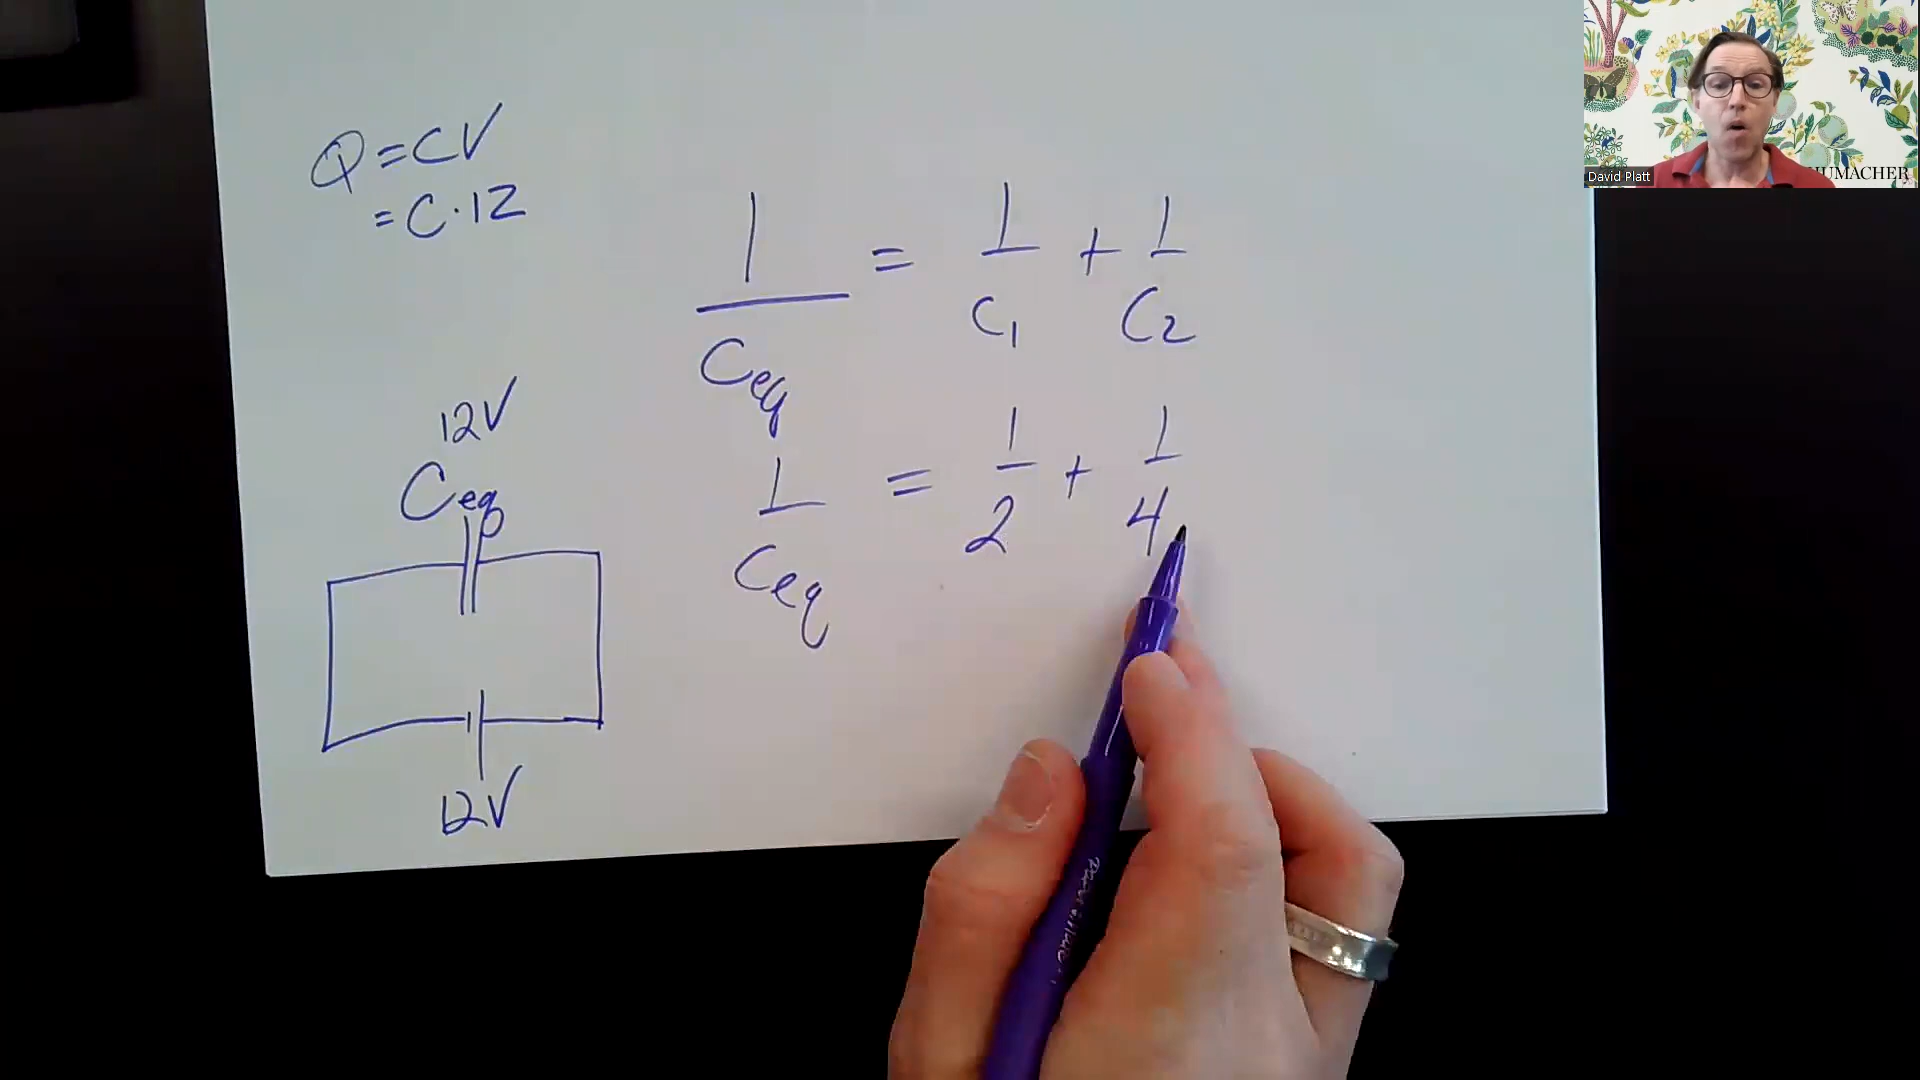 Q = CV
= C · 12
12V
Ceq
12V
1/Ceq = 1/C1 + 1/C2
1/Ceq = 1/2 + 1/4
David Platt
HUMACHER